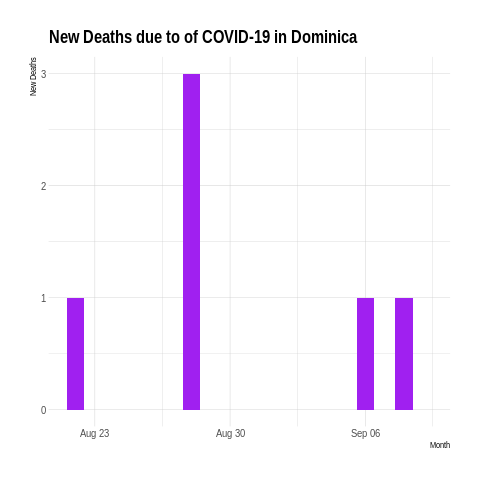 New Deaths due to of COVID-19 in Dominica
New Deaths
3
2
1
0
Aug 23 Aug 30 Sep 06
Month